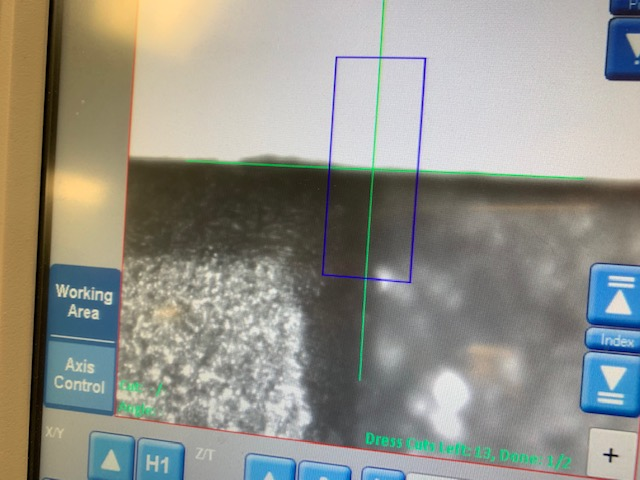 Working
Area
Axis
Control
Index
X/Y
H1
Z/T
Dress Cuts Left: 13, Done: 1/2
+